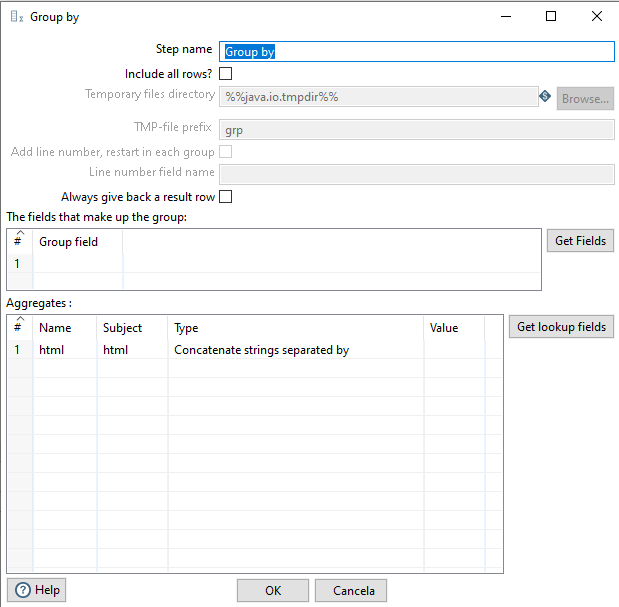 Group by
Step name Group by
Include all rows?
Temporary files directory %%java.io.tmpdir%% Browse...
TMP-file prefix grp
Add line number, restart in each group
Line number field name
Always give back a result row
The fields that make up the group:
# Group field Get Fields
1
Aggregates :
# Name Subject Type Value Get lookup fields
1 html html Concatenate strings separated by
Help OK Cancela